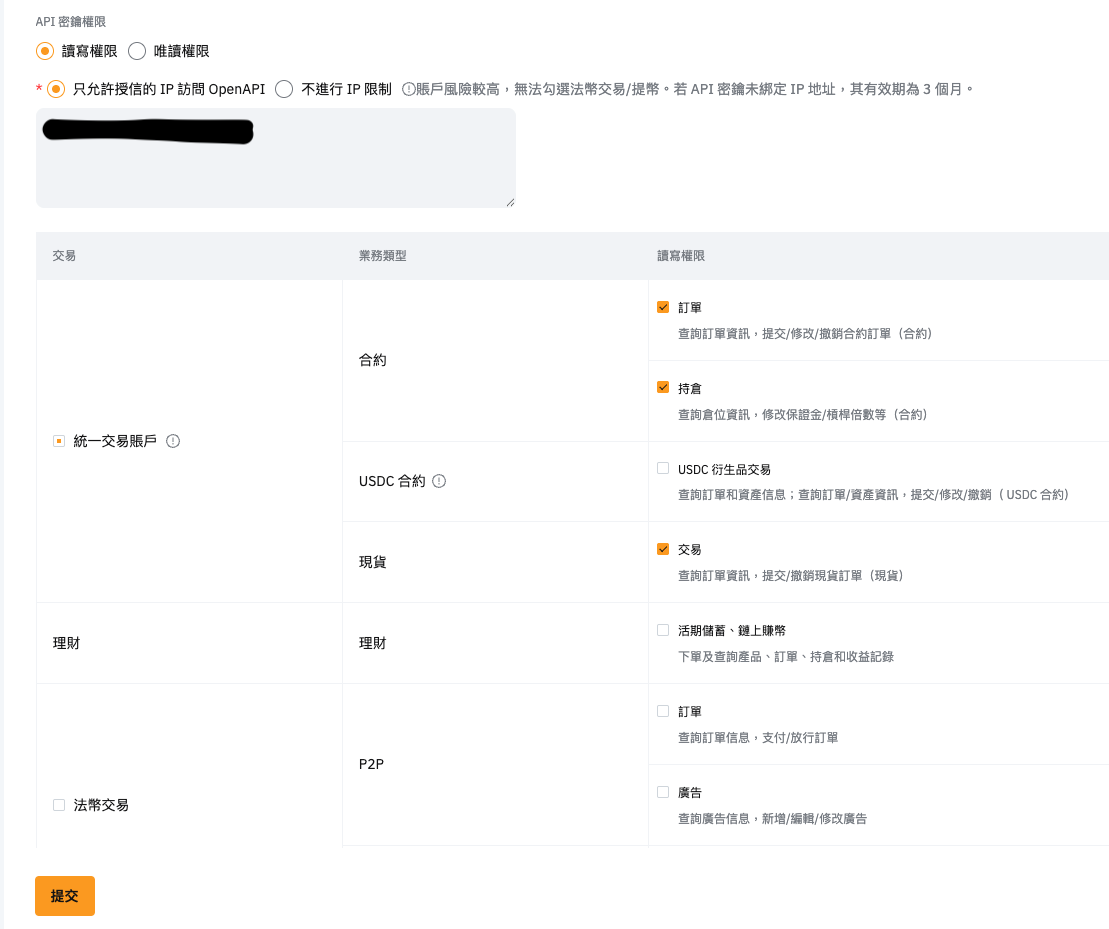 API 密鑰權限
讀寫權限 唯讀權限
* 只允許授信的 IP 訪問 OpenAPI 不進行 IP 限制 賬戶風險較高，無法勾選法幣交易/提幣。若 API 密鑰未綁定 IP 地址，其有效期為 3 個月。
交易 業務類型 讀寫權限
訂單
查詢訂單資訊，提交/修改/撤銷合約訂單（合約）
合約
持倉
查詢倉位資訊，修改保證金/槓桿倍數等（合約）
統一交易賬戶
USDC 衍生品交易
USDC 合約
查詢訂單和資產信息；查詢訂單/資產資訊，提交/修改/撤銷（ USDC 合約）
交易
現貨
查詢訂單資訊，提交/撤銷現貨訂單（現貨）
活期儲蓄、鏈上賺幣
理財 理財
下單及查詢產品、訂單、持倉和收益記錄
訂單
查詢訂單信息，支付/放行訂單
P2P
廣告
法幣交易
查詢廣告信息，新增/編輯/修改廣告
提交